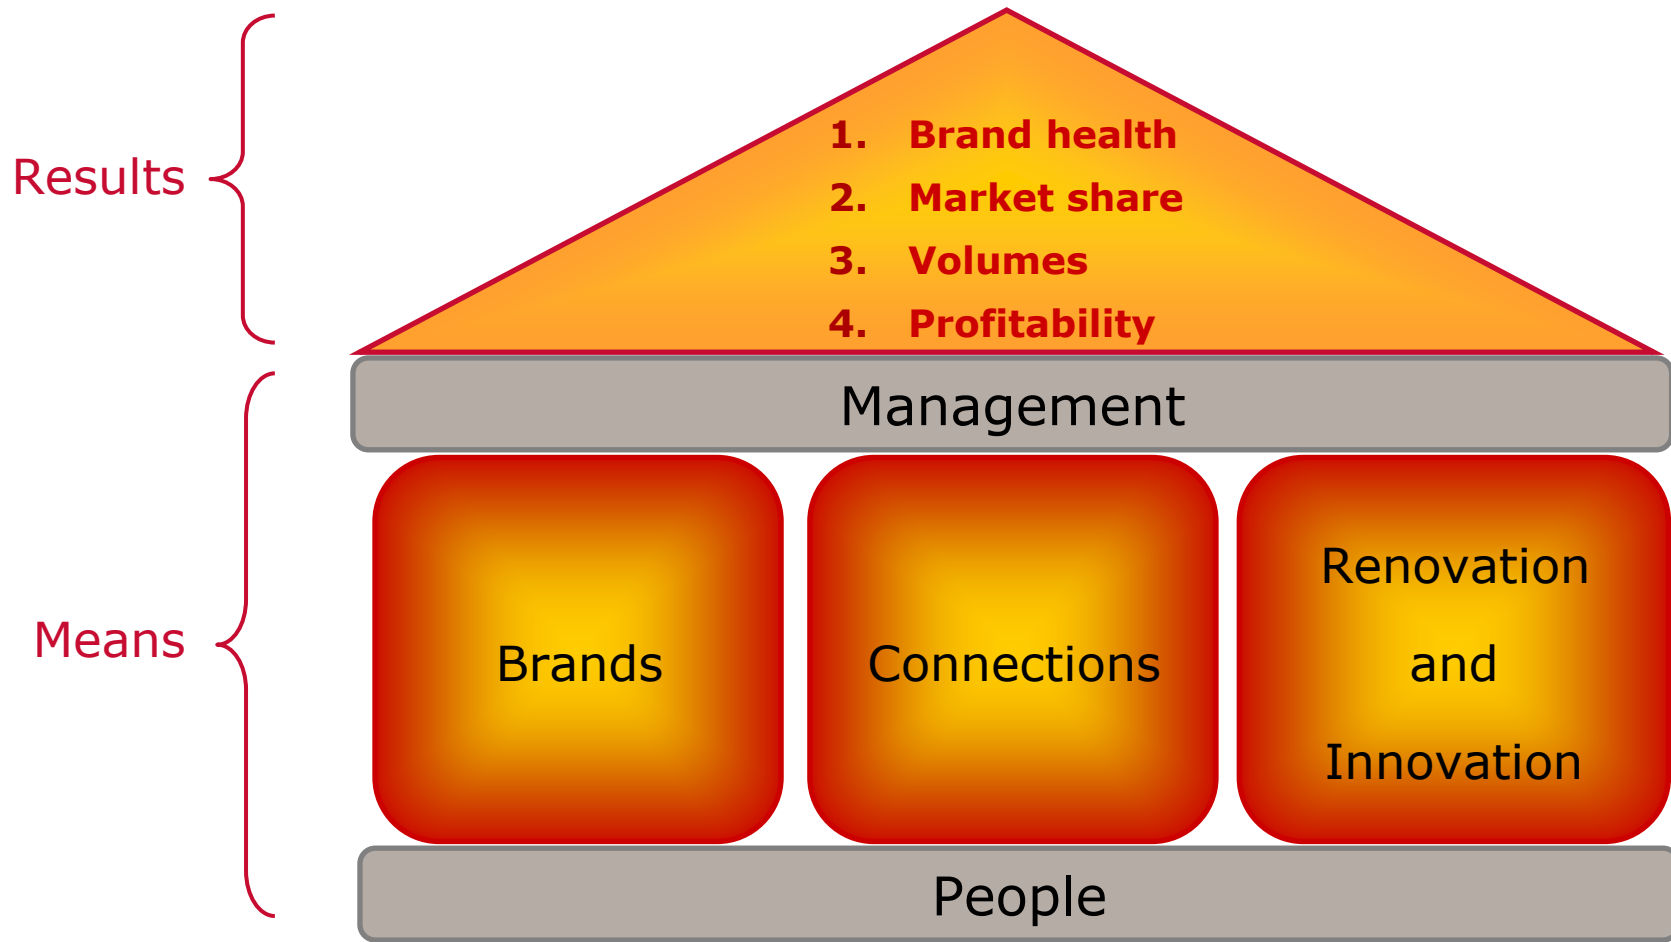 Results
1. Brand health
2. Market share
3. Volumes
4. Profitability
Management
Means
Brands
Connections
Renovation
and
Innovation
People